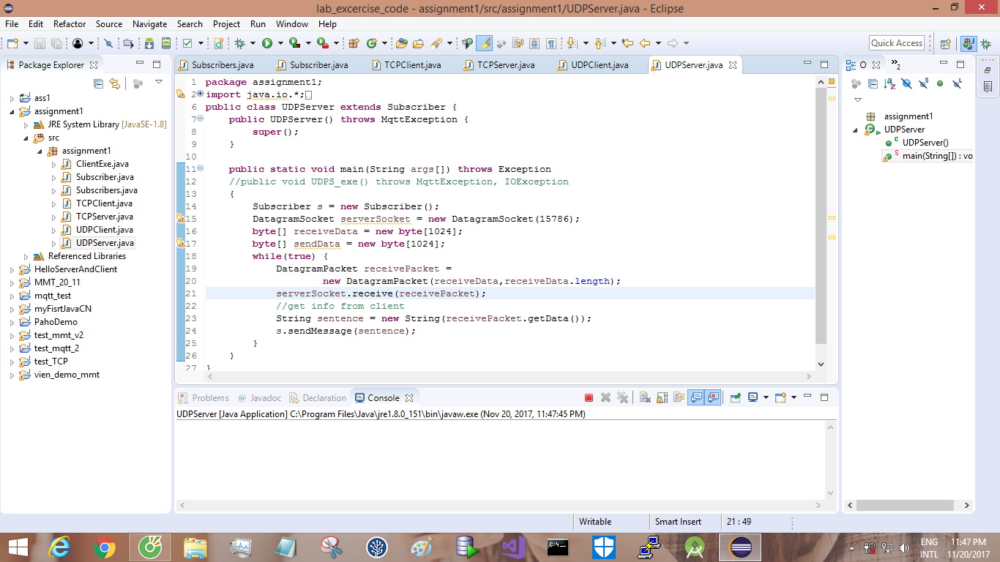 lab_excercise_code - assignment1/src/assignment1/UDPServer.java - Eclipse
File Edit Refactor Source Navigate Search Project Run Window Help
Quick Access
Package Explorer
ass1
assignment1
JRE System Library [JavaSE-1.8]
src
assignment1
ClientExe.java
Subscriber.java
Subscribers.java
TCPClient.java
TCPServer.java
UDPClient.java
UDPServer.java
Referenced Libraries
HelloServerAndClient
MMT_20_11
mqtt_test
myFisrtJavaCN
PahoDemo
test_mmt_v2
test_mqtt_2
test_TCP
vien_demo_mmt
Subscribers.java Subscriber.java TCPClient.java TCPServer.java UDPClient.java UDPServer.java
1 package assignment1;
2 import java.io.*;
6 public class UDPServer extends Subscriber {
7 public UDPServer() throws MqttException {
8 super();
9 }
10
11 public static void main(String args[]) throws Exception
12 //public void UDPS_exe() throws MqttException, IOException
13 {
14 Subscriber s = new Subscriber();
15 DatagramSocket serverSocket = new DatagramSocket(15786);
16 byte[] receiveData = new byte[1024];
17 byte[] sendData = new byte[1024];
18 while(true) {
19 DatagramPacket receivePacket =
20 new DatagramPacket(receiveData,receiveData.length);
21 serverSocket.receive(receivePacket);
22 //get info from client
23 String sentence = new String(receivePacket.getData());
24 s.sendMessage(sentence);
25 }
26 }
27 }
O
2
assignment1
UDPServer
UDPServer()
main(String[]) : vo
Problems @ Javadoc Declaration Console
UDPServer [Java Application] C:\Program Files\Java\jre1.8.0_151\bin\javaw.exe (Nov 20, 2017, 11:47:45 PM)
Writable Smart Insert 21 : 49
ENG 11:47 PM
INTL 11/20/2017